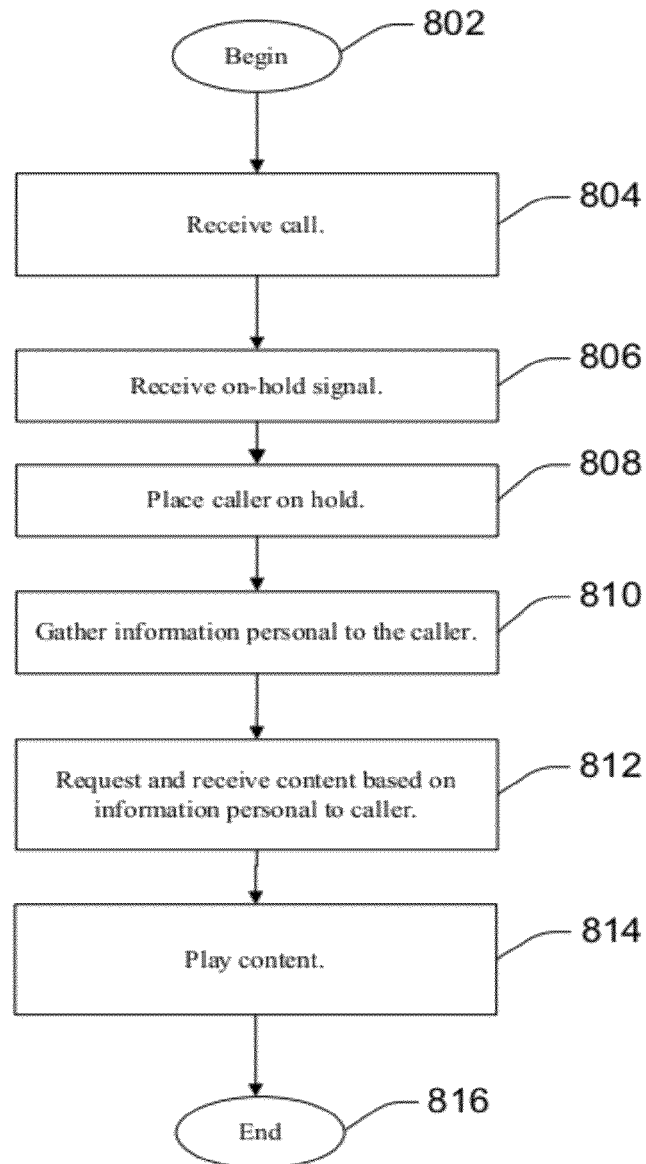 802
Begin
804
Receive call.
806
Receive on-hold signal.
808
Place caller on hold.
810
Gather information personal to the caller.
812
Request and receive content based on
information personal to caller.
814
Play content.
816
End